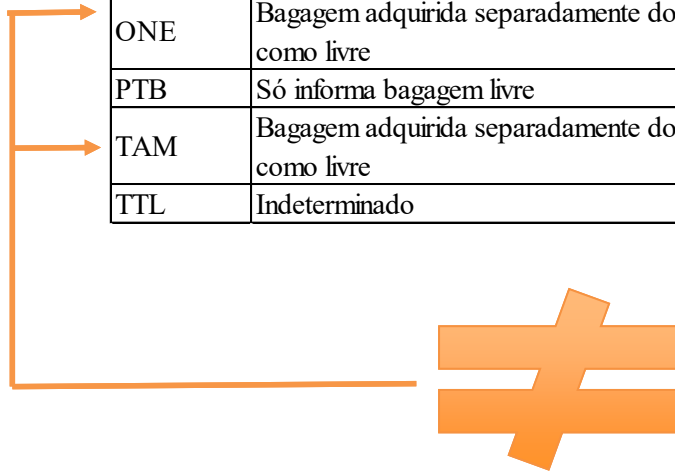 ONE Bagagem adquirida separadamente do
como livre
PTB Só informa bagagem livre
TAM Bagagem adquirida separadamente do
como livre
TTL Indeterminado